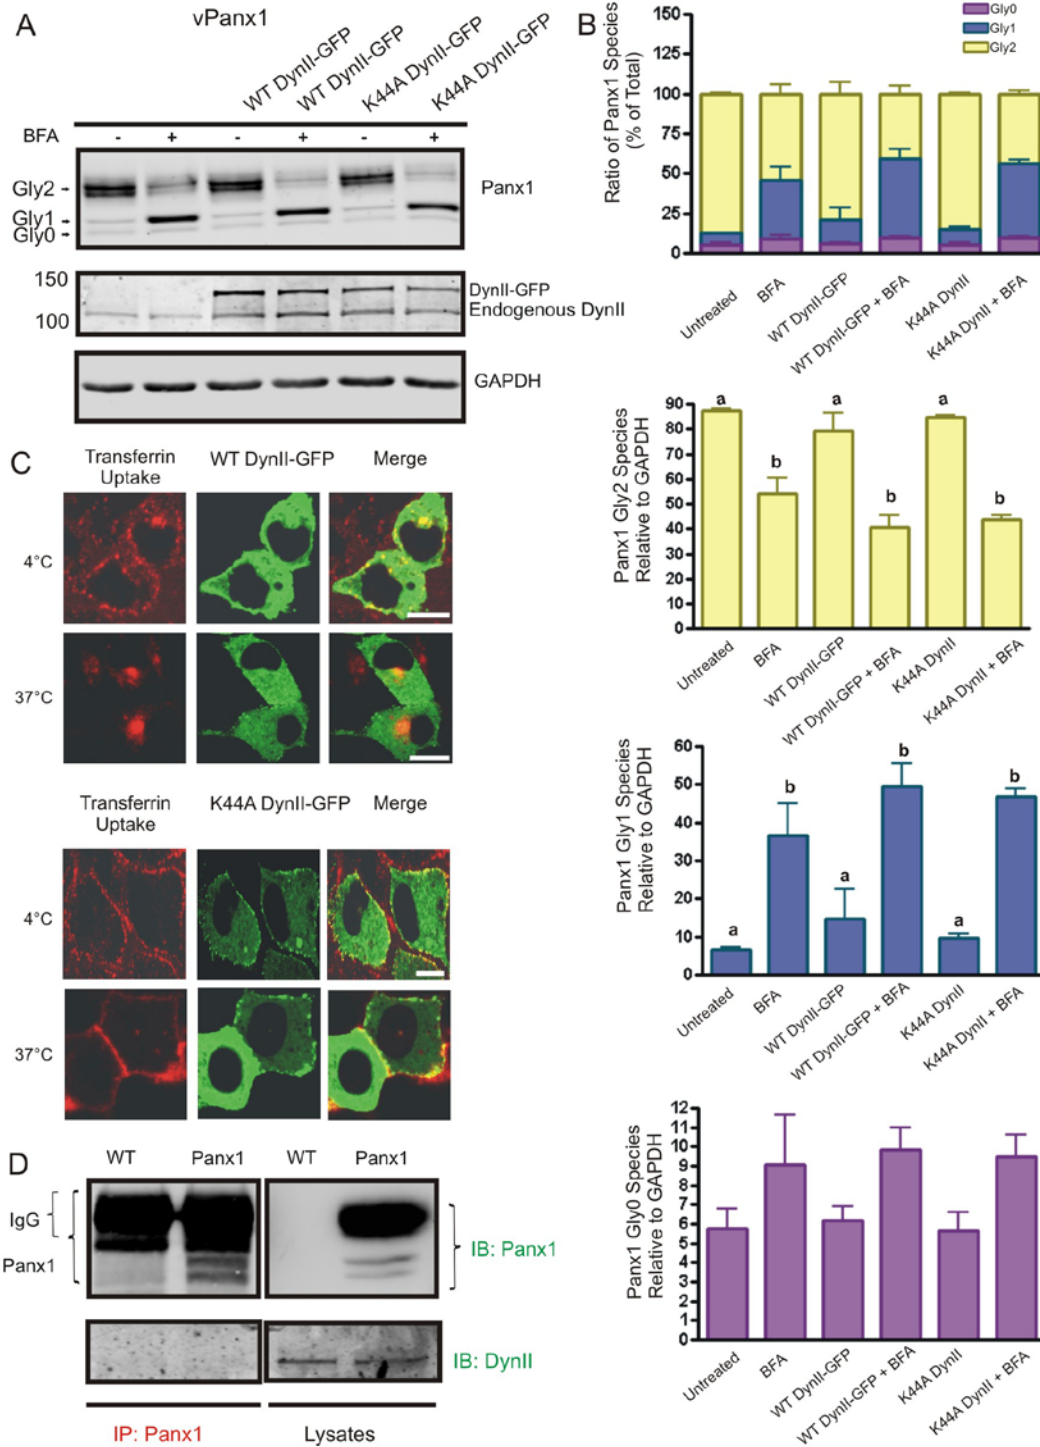 A
vPanx1
WT DynII-GFP
WT DynII-GFP
K44A DynII-GFP
K44A DynII-GFP
BFA - + - + - +
Gly2
Gly1
Gly0
Panx1
150
100
DynII-GFP
Endogenous DynII
GAPDH
B
Ratio of Panx1 Species
(% of Total)
150
125
100
75
50
25
0
Gly0
Gly1
Gly2
Untreated
BFA
WT DynII-GFP
WT DynII-GFP + BFA
K44A DynII
K44A DynII + BFA
Panx1 Gly2 Species
Relative to GAPDH
90
80
70
60
50
40
30
20
10
0
a
b
a
b
a
b
Untreated
BFA
WT DynII-GFP
WT DynII-GFP + BFA
K44A DynII
K44A DynII + BFA
Panx1 Gly1 Species
Relative to GAPDH
60
50
40
30
20
10
0
a
b
a
b
a
b
Untreated
BFA
WT DynII-GFP
WT DynII-GFP + BFA
K44A DynII
K44A DynII + BFA
Panx1 Gly0 Species
Relative to GAPDH
12
11
10
9
8
7
6
5
4
3
2
1
0
Untreated
BFA
WT DynII-GFP
WT DynII-GFP + BFA
K44A DynII
K44A DynII + BFA
C
Transferrin
Uptake
WT DynII-GFP
Merge
4°C
37°C
Transferrin
Uptake
K44A DynII-GFP
Merge
4°C
37°C
D
WT Panx1 WT Panx1
IgG
Panx1
IB: Panx1
IB: DynII
IP: Panx1
Lysates